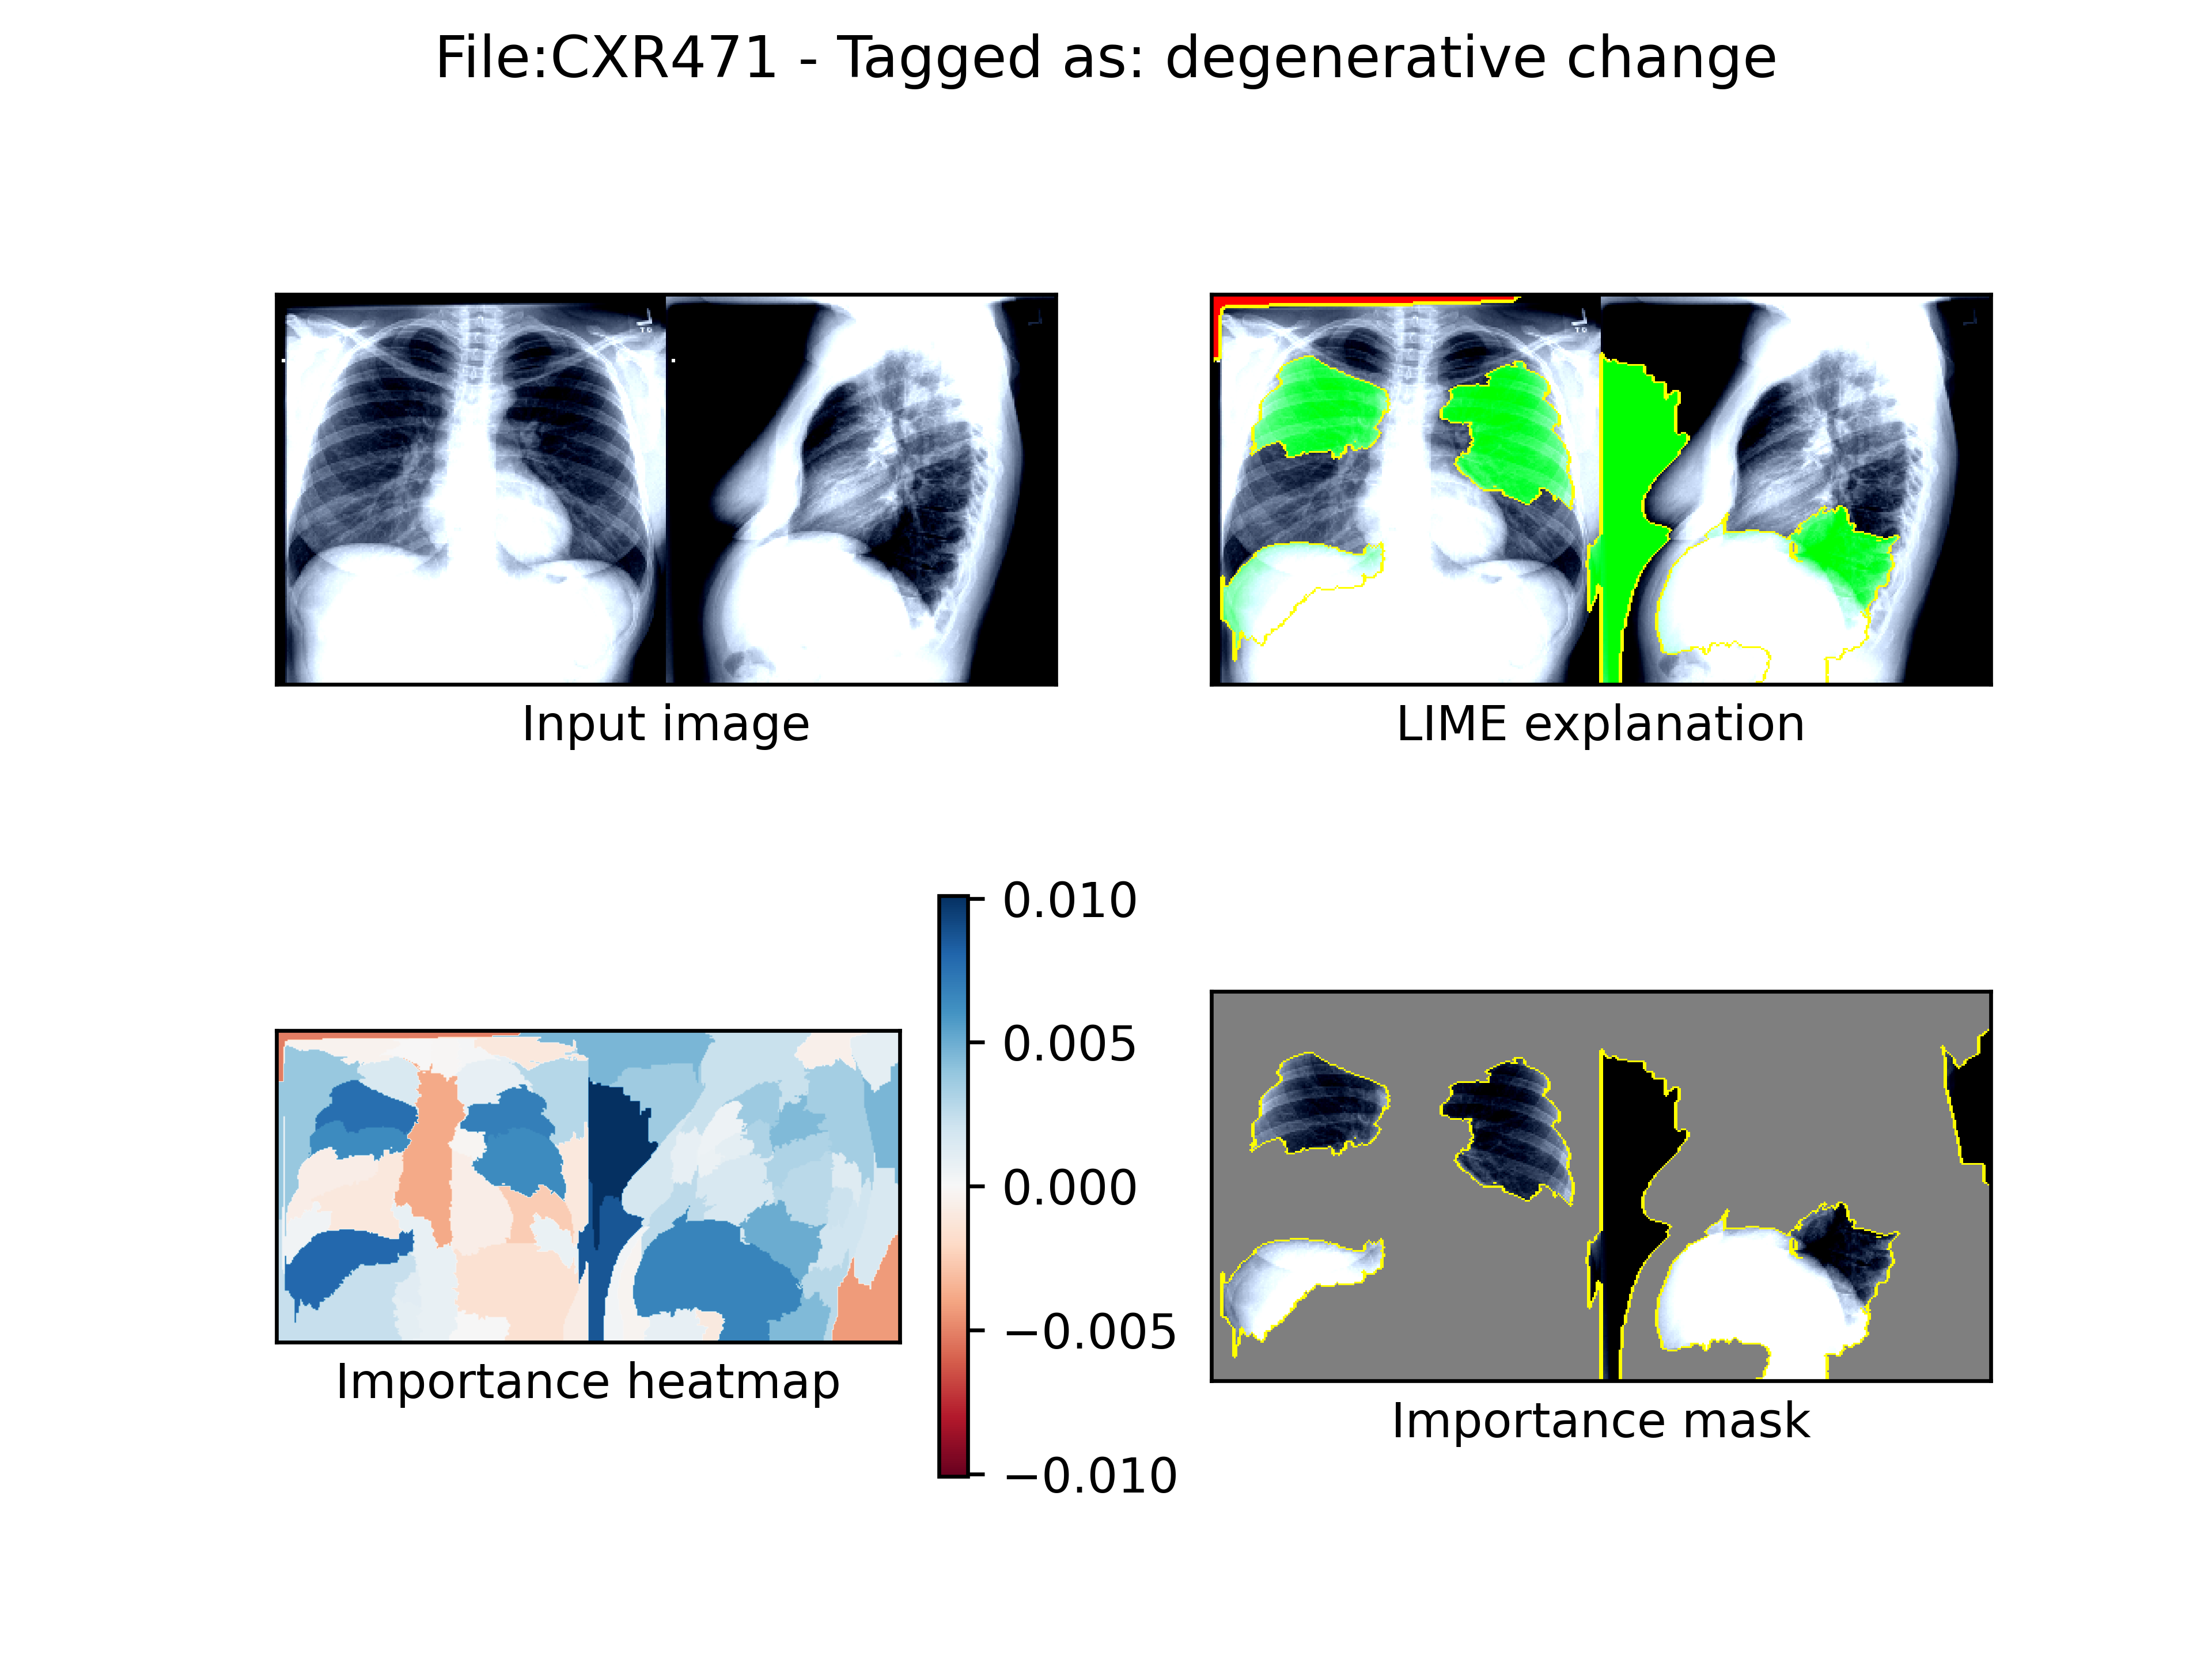 File:CXR471 - Tagged as: degenerative change
Input image
LIME explanation
0.010
0.005
0.000
−0.005
−0.010
Importance heatmap
Importance mask